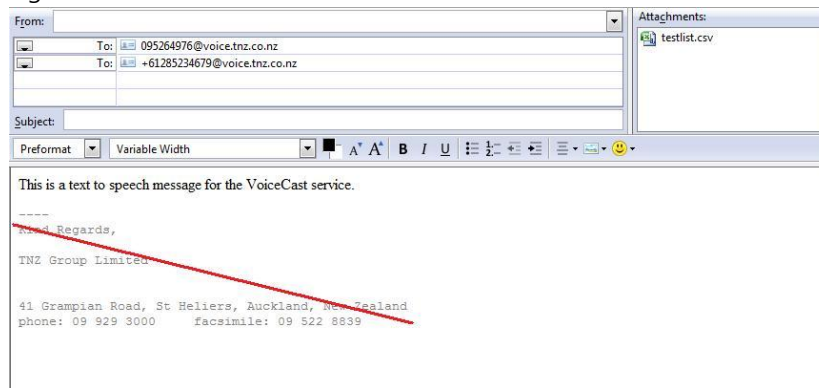 From:
Attachments:
To: 095264976@voice.tnz.co.nz
testlist.csv
To: +61285234679@voice.tnz.co.nz
Subject:
Preformat Variable Width A A B I U
This is a text to speech message for the VoiceCast service.
----
Kind Regards,
TNZ Group Limited
41 Grampian Road, St Heliers, Auckland, New Zealand
phone: 09 929 3000 facsimile: 09 522 8839